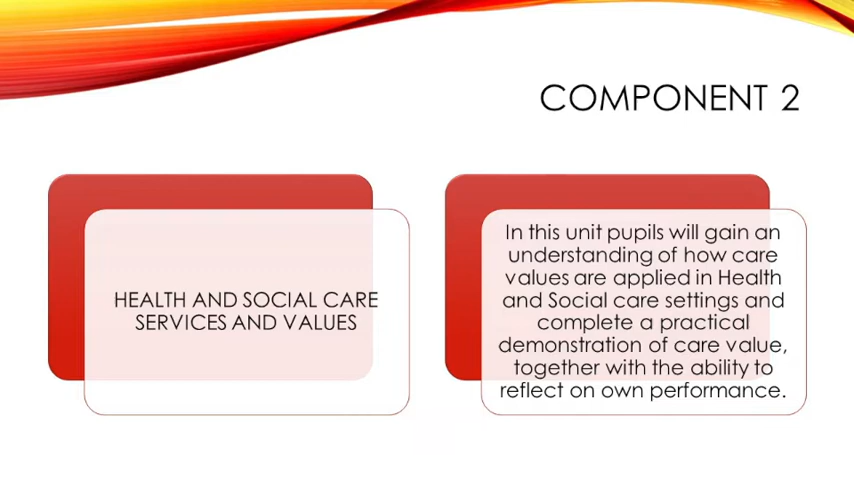 COMPONENT 2
HEALTH AND SOCIAL CARE
SERVICES AND VALUES
In this unit pupils will gain an
understanding of how care
values are applied in Health
and Social care settings and
complete a practical
demonstration of care value,
together with the ability to
reflect on own performance.